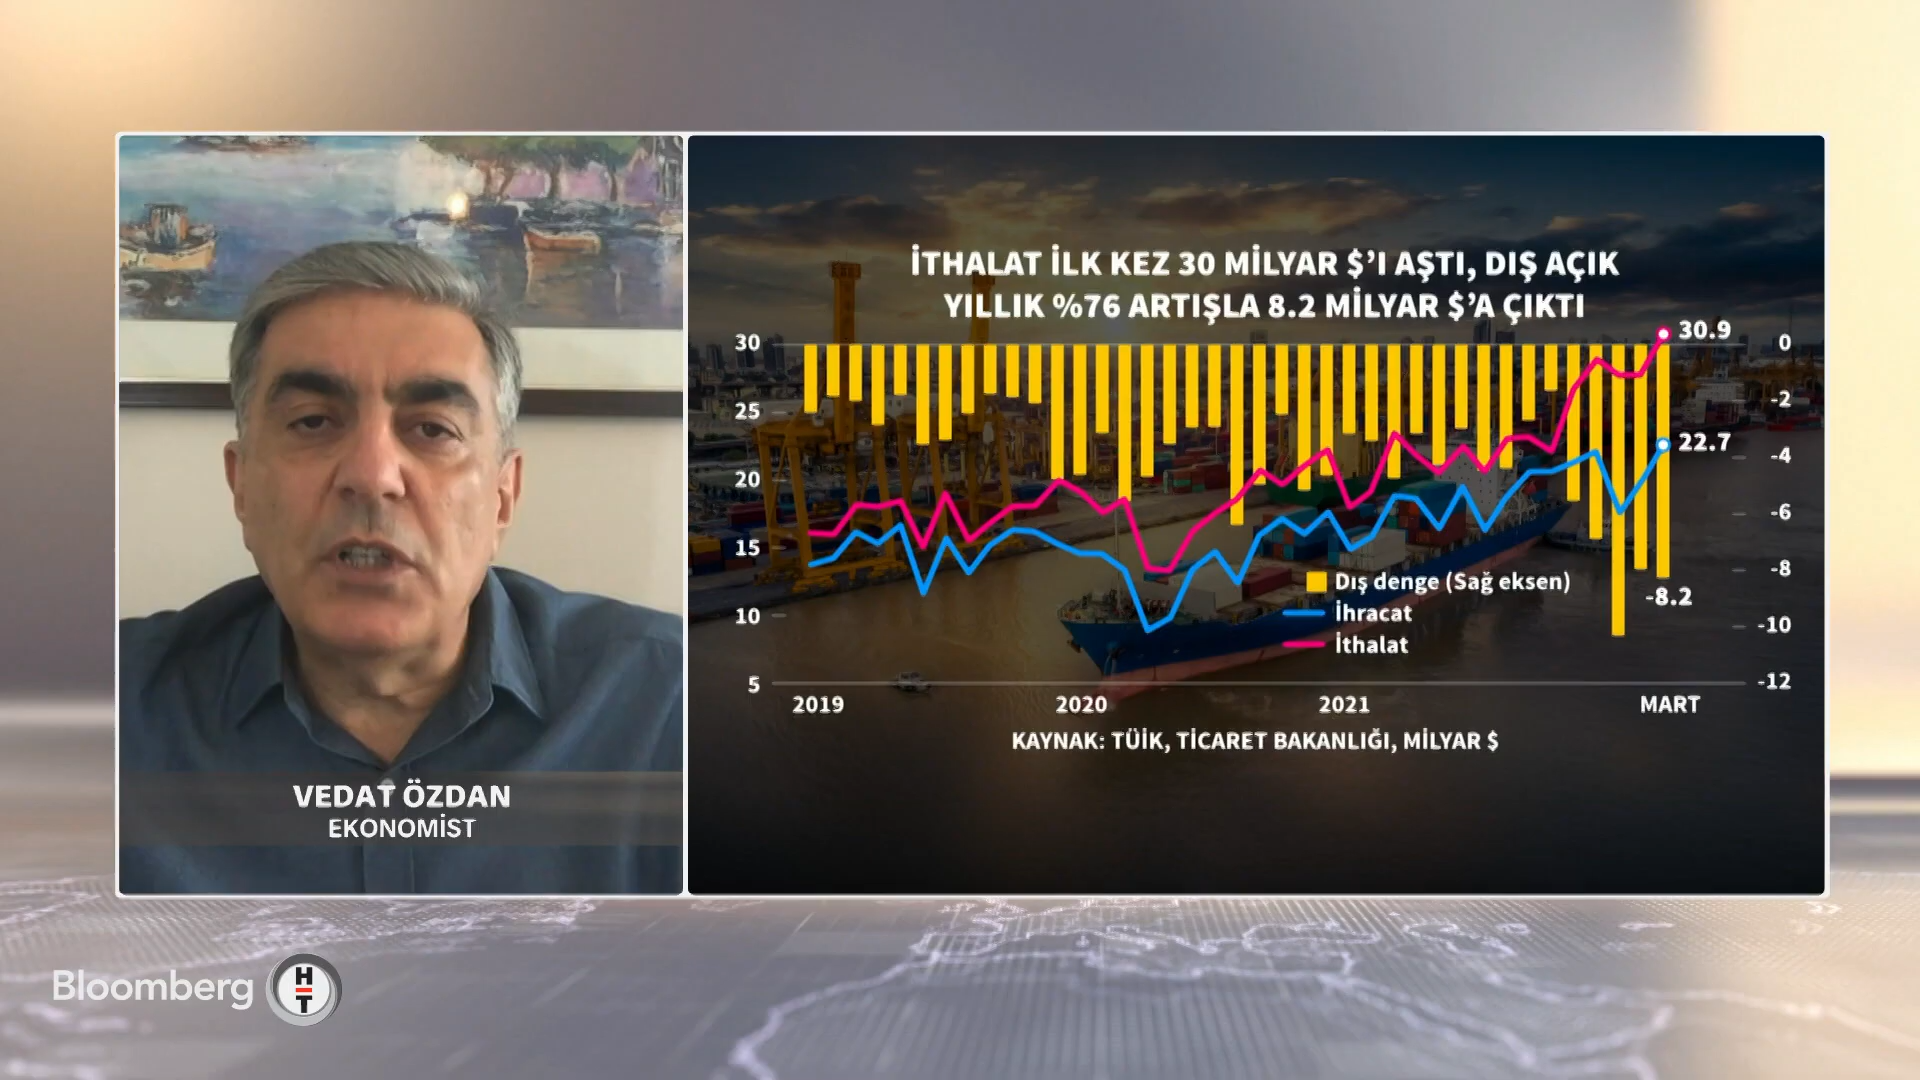 İTHALAT İLK KEZ 30 MİLYAR $'I AŞTI, DIŞ AÇIK
YILLIK %76 ARTIŞLA 8.2 MİLYAR $'A ÇIKTI
30
25
20
15
10
5
30.9
22.7
-8.2
0
-2
-4
-6
-8
-10
-12
Dış denge (Sağ eksen)
İhracat
İthalat
2019
2020
2021
MART
KAYNAK: TÜİK, TİCARET BAKANLIĞI, MİLYAR $
VEDAT ÖZDAN
EKONOMİST
Bloomberg HT